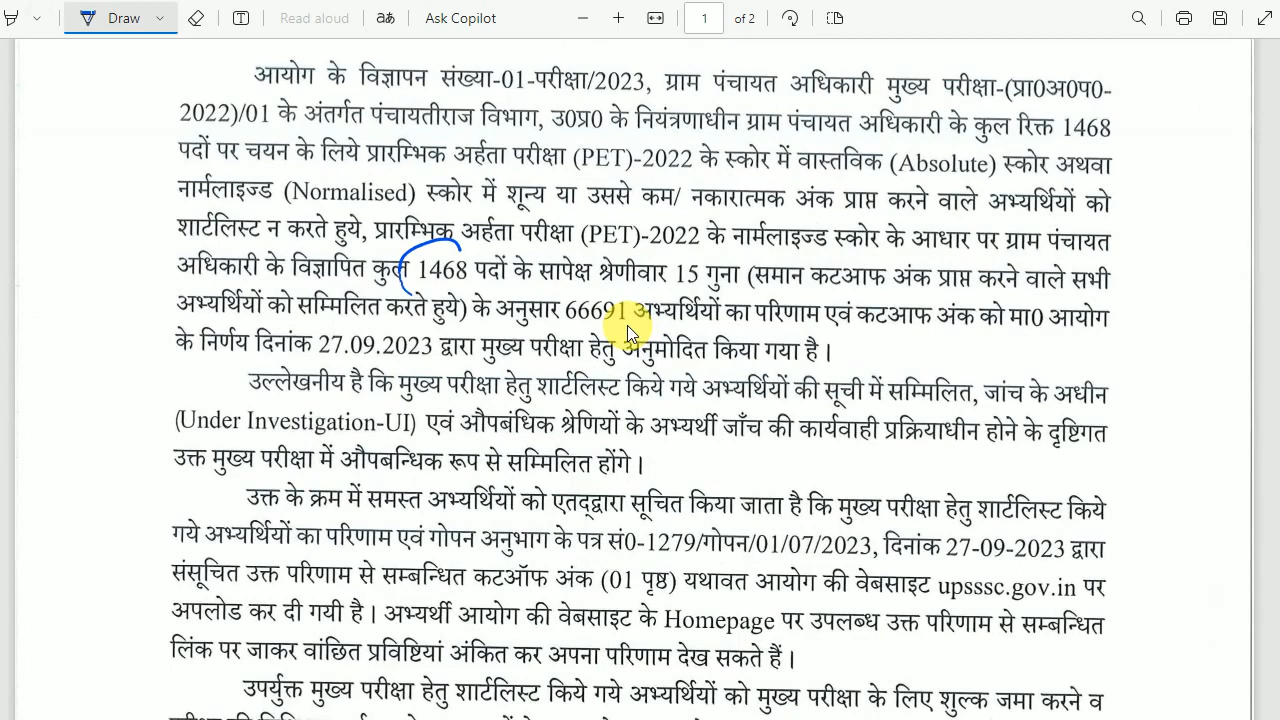 Draw
Read aloud
Ask Copilot
1
of 2
आयोग के विज्ञापन संख्या-01-परीक्षा/2023, ग्राम पंचायत अधिकारी मुख्य परीक्षा-(प्रा0अ0प0-
2022)/01 के अंतर्गत पंचायतीराज विभाग, उ0प्र0 के नियंत्रणाधीन ग्राम पंचायत अधिकारी के कुल रिक्त 1468
पदों पर चयन के लिये प्रारम्भिक अर्हता परीक्षा (PET)-2022 के स्कोर में वास्तविक (Absolute) स्कोर अथवा
नार्मलाइज्ड (Normalised) स्कोर में शून्य या उससे कम/ नकारात्मक अंक प्राप्त करने वाले अभ्यर्थियों को
शार्टलिस्ट न करते हुये, प्रारम्भिक अर्हता परीक्षा (PET)-2022 के नार्मलाइज्ड स्कोर के आधार पर ग्राम पंचायत
अधिकारी के विज्ञापित कुल 1468 पदों के सापेक्ष श्रेणीवार 15 गुना (समान कटआफ अंक प्राप्त करने वाले सभी
अभ्यर्थियों को सम्मिलित करते हुये) के अनुसार 66691 अभ्यर्थियों का परिणाम एवं कटआफ अंक को मा0 आयोग
के निर्णय दिनांक 27.09.2023 द्वारा मुख्य परीक्षा हेतु अनुमोदित किया गया है।
उल्लेखनीय है कि मुख्य परीक्षा हेतु शार्टलिस्ट किये गये अभ्यर्थियों की सूची में सम्मिलित, जांच के अधीन
(Under Investigation-UI) एवं औपबंधिक श्रेणियों के अभ्यर्थी जाँच की कार्यवाही प्रक्रियाधीन होने के दृष्टिगत
उक्त मुख्य परीक्षा में औपबन्धिक रूप से सम्मिलित होंगे।
उक्त के क्रम में समस्त अभ्यर्थियों को एतद्द्वारा सूचित किया जाता है कि मुख्य परीक्षा हेतु शार्टलिस्ट किये
गये अभ्यर्थियों का परिणाम एवं गोपन अनुभाग के पत्र सं0-1279/गोपन/01/07/2023, दिनांक 27-09-2023 द्वारा
संसूचित उक्त परिणाम से सम्बन्धित कटऑफ अंक (01 पृष्ठ) यथावत आयोग की वेबसाइट upsssc.gov.in पर
अपलोड कर दी गयी है। अभ्यर्थी आयोग की वेबसाइट के Homepage पर उपलब्ध उक्त परिणाम से सम्बन्धित
लिंक पर जाकर वांछित प्रविष्टियां अंकित कर अपना परिणाम देख सकते हैं।
उपर्युक्त मुख्य परीक्षा हेतु शार्टलिस्ट किये गये अभ्यर्थियों को मुख्य परीक्षा के लिए शुल्क जमा करने व